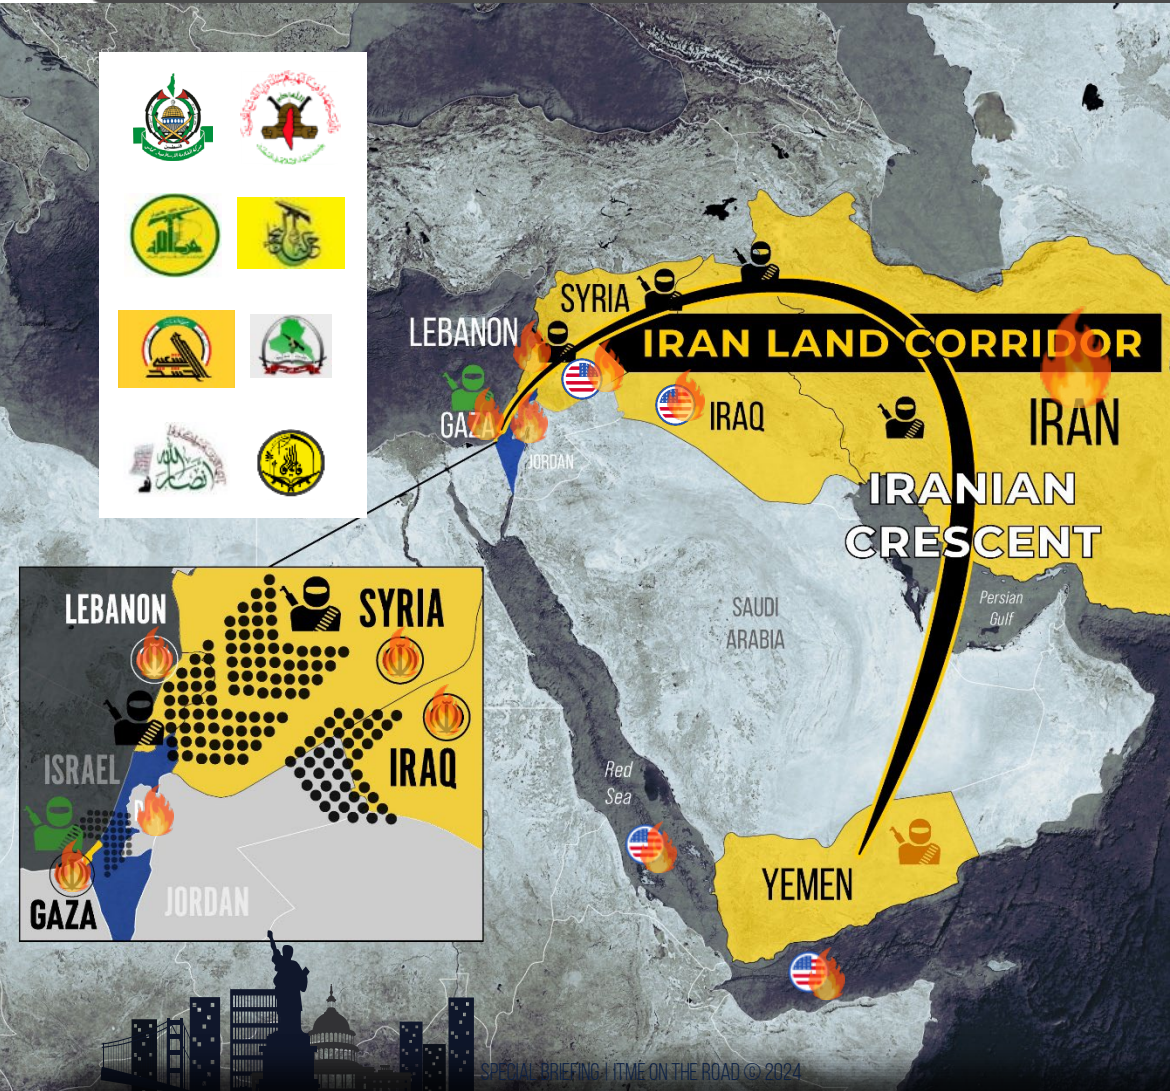 SYRIA
LEBANON
IRAN LAND CORRIDOR
GAZA
IRAQ
IRAN
JORDAN
IRANIAN
CRESCENT
SAUDI
ARABIA
Persian
Gulf
Red
Sea
YEMEN
LEBANON
SYRIA
ISRAEL
IRAQ
GAZA
JORDAN
SPECIAL BRIEFING | ITME ON THE ROAD © 2024